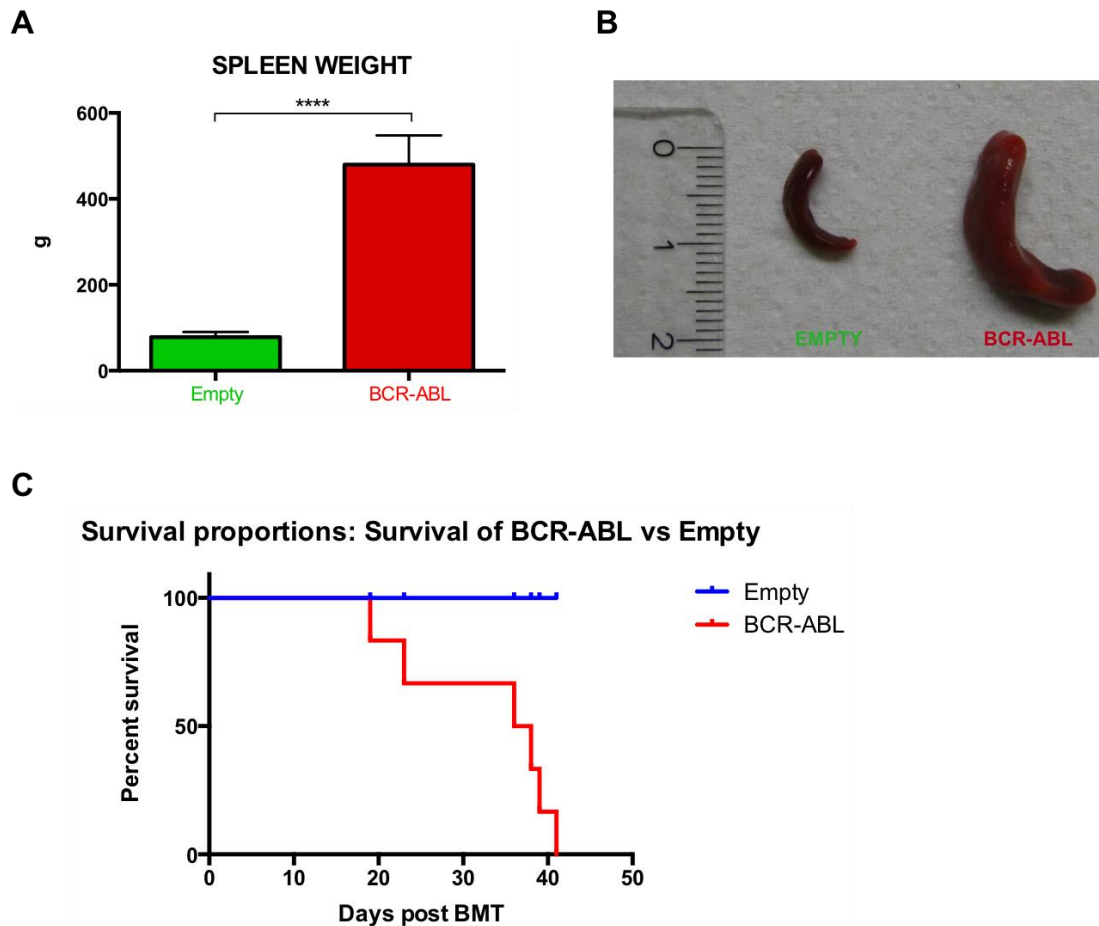 A
SPLEEN WEIGHT
****
600
400
200
0
g
Empty
BCR-ABL
B
0
1
2
EMPTY
BCR-ABL
C
Survival proportions: Survival of BCR-ABL vs Empty
Empty
BCR-ABL
100
50
0
Percent survival
0 10 20 30 40 50
Days post BMT